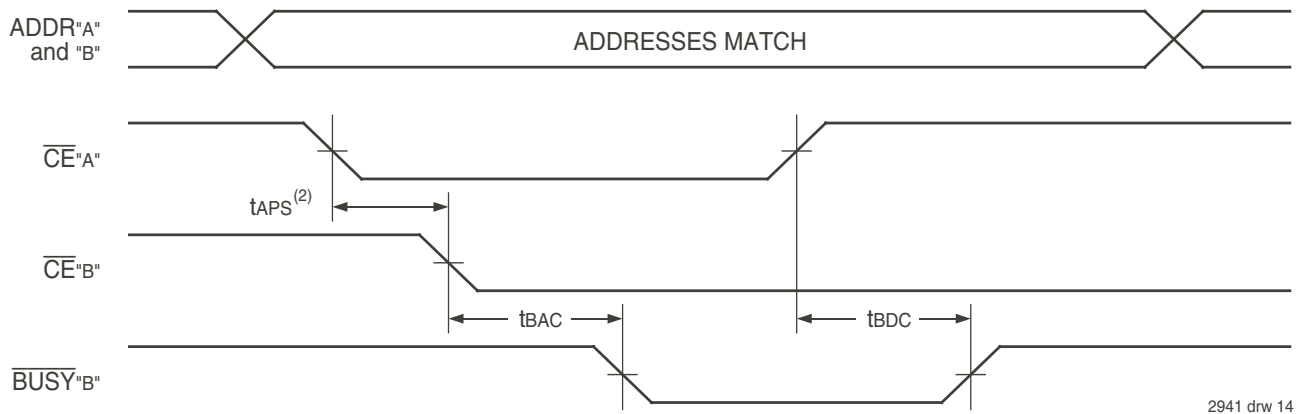 ADDR"A"
and "B"
ADDRESSES MATCH
CE"A"
tAPS(2)
CE"B"
tBAC
tBDC
BUSY"B"
2941 drw 14